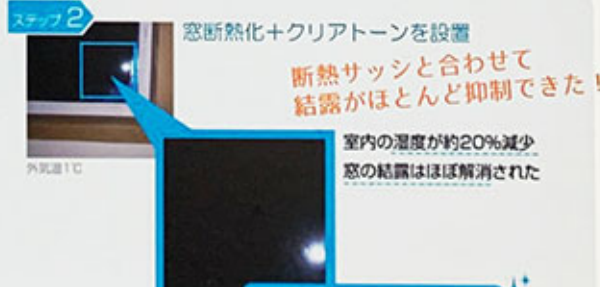 ステップ 2
窓断熱化＋クリアトーンを設置
断熱サッシと合わせて
結露がほとんど抑制できた！
外気温1℃
室内の湿度が約20%減少
窓の結露はほぼ解消された